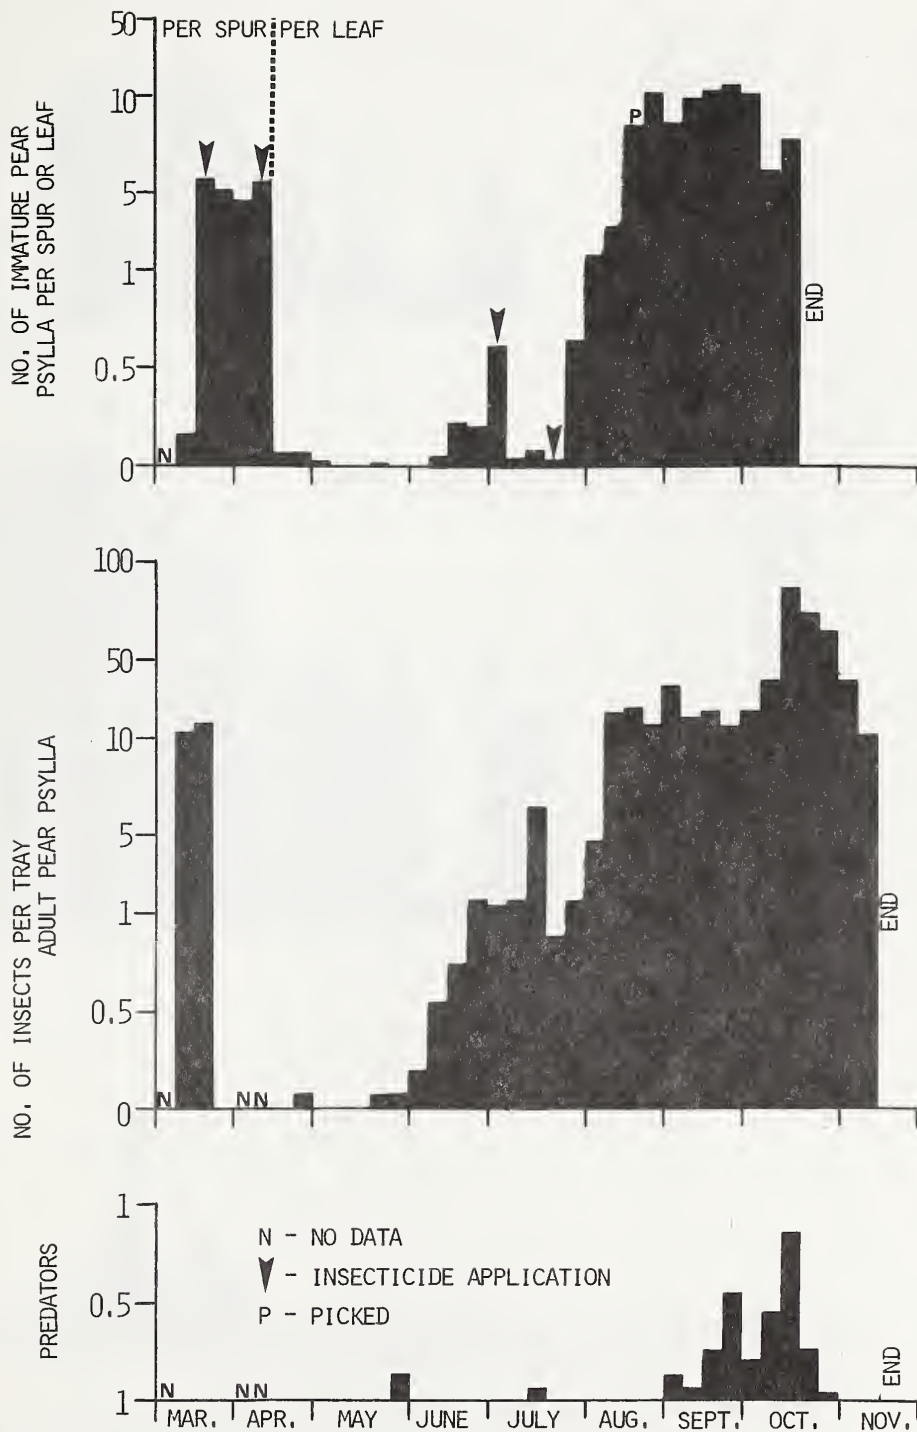 50
PER SPUR PER LEAF
10
P
5
1
0.5
N
0
END
NO. OF IMMATURE PEAR
PSYLLA PER SPUR OR LEAF
100
50
10
5
1
0.5
N
N N
0
END
NO. OF INSECTS PER TRAY
ADULT PEAR PSYLLA
1
N - NO DATA
- INSECTICIDE APPLICATION
P - PICKED
0.5
N
N N
1
END
PREDATORS
MAR. APR. MAY JUNE JULY AUG. SEPT. OCT. NOV.